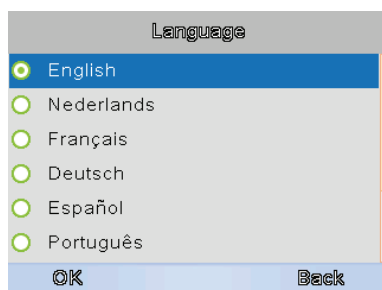 Language
English
Nederlands
Français
Deutsch
Español
Português
OK Back